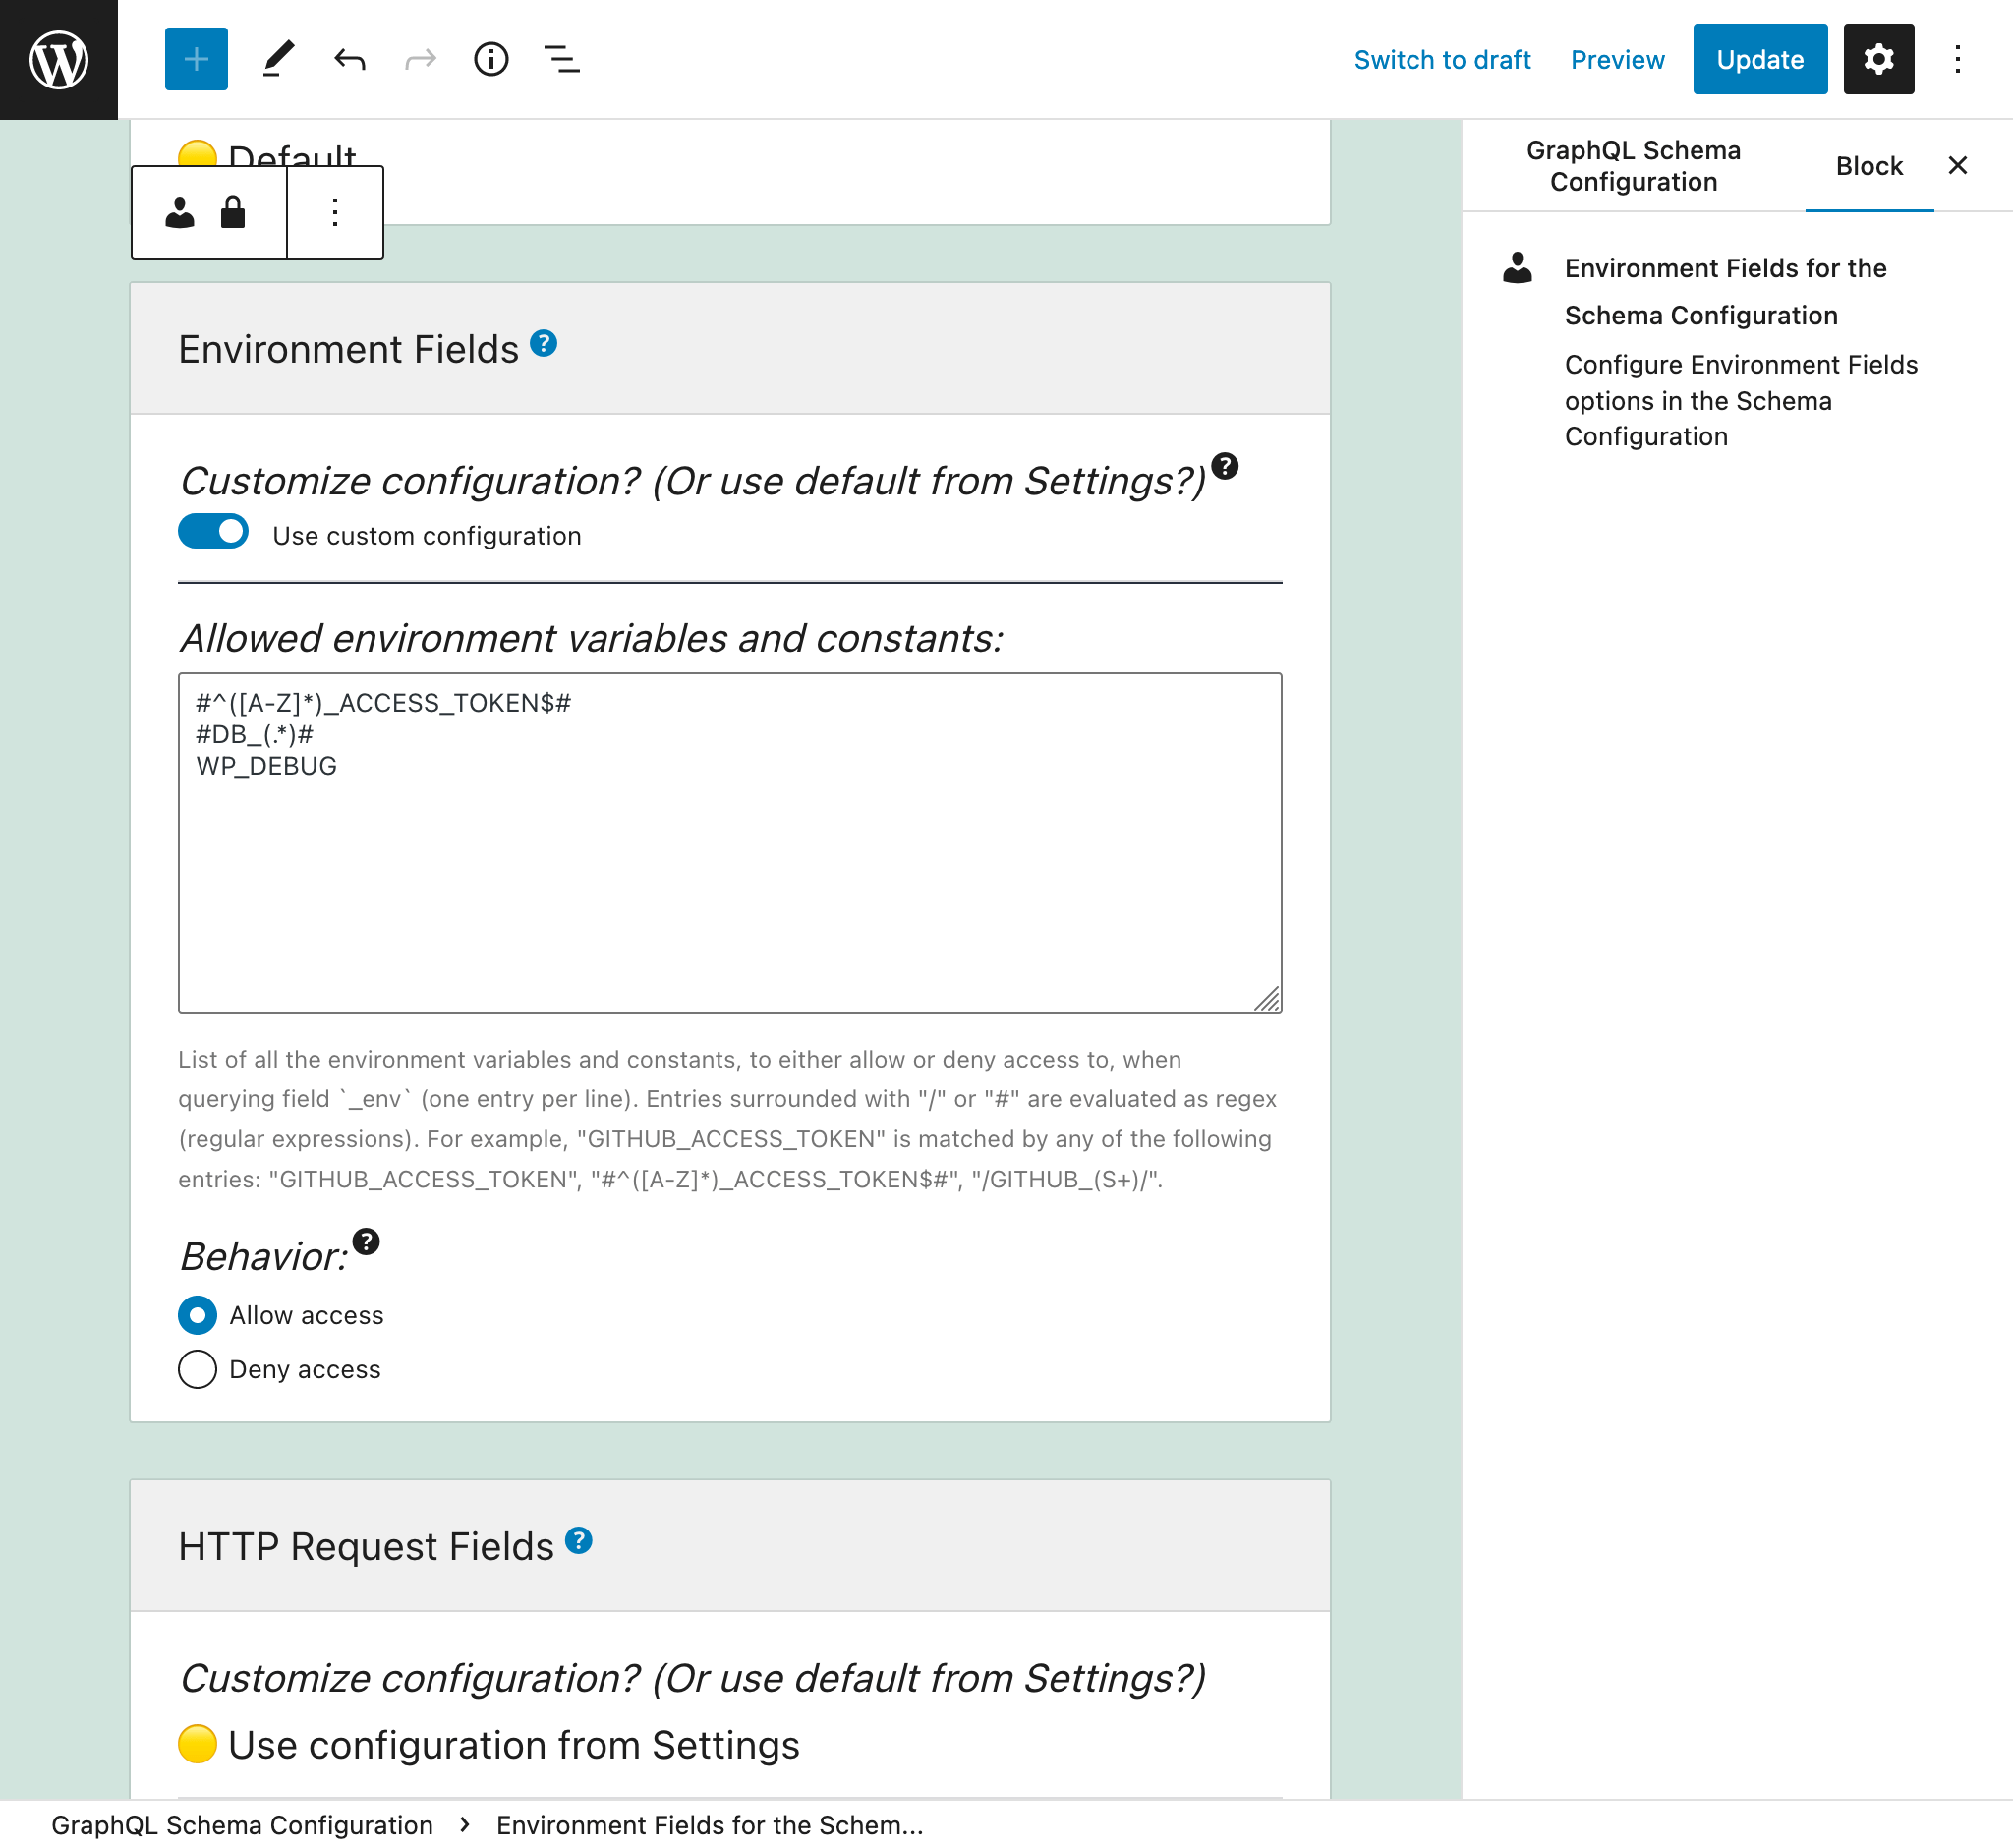 Switch to draft
Preview
Update
Default
GraphQL Schema
Configuration
Block
Environment Fields for the
Schema Configuration
Configure Environment Fields
options in the Schema
Configuration
Environment Fields
Customize configuration? (Or use default from Settings?)
Use custom configuration
Allowed environment variables and constants:
#^([A-Z]*)_ACCESS_TOKEN$#
#DB_(.*)#
WP_DEBUG
List of all the environment variables and constants, to either allow or deny access to, when
querying field `_env` (one entry per line). Entries surrounded with "/" or "#" are evaluated as regex
(regular expressions). For example, "GITHUB_ACCESS_TOKEN" is matched by any of the following
entries: "GITHUB_ACCESS_TOKEN", "#^([A-Z]*)_ACCESS_TOKEN$#", "/GITHUB_(S+)/".
Behavior:
Allow access
Deny access
HTTP Request Fields
Customize configuration? (Or use default from Settings?)
Use configuration from Settings
GraphQL Schema Configuration › Environment Fields for the Schem...